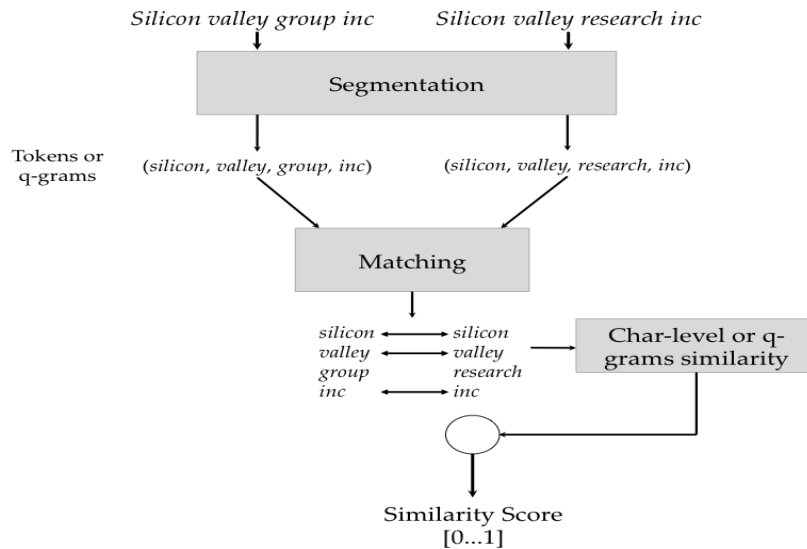 Silicon valley group inc
Silicon valley research inc
Segmentation
Tokens or
q-grams
(silicon, valley, group, inc)
(silicon, valley, research, inc)
Matching
silicon silicon
valley valley
group research
inc inc
Char-level or q-
grams similarity
Similarity Score
[0...1]